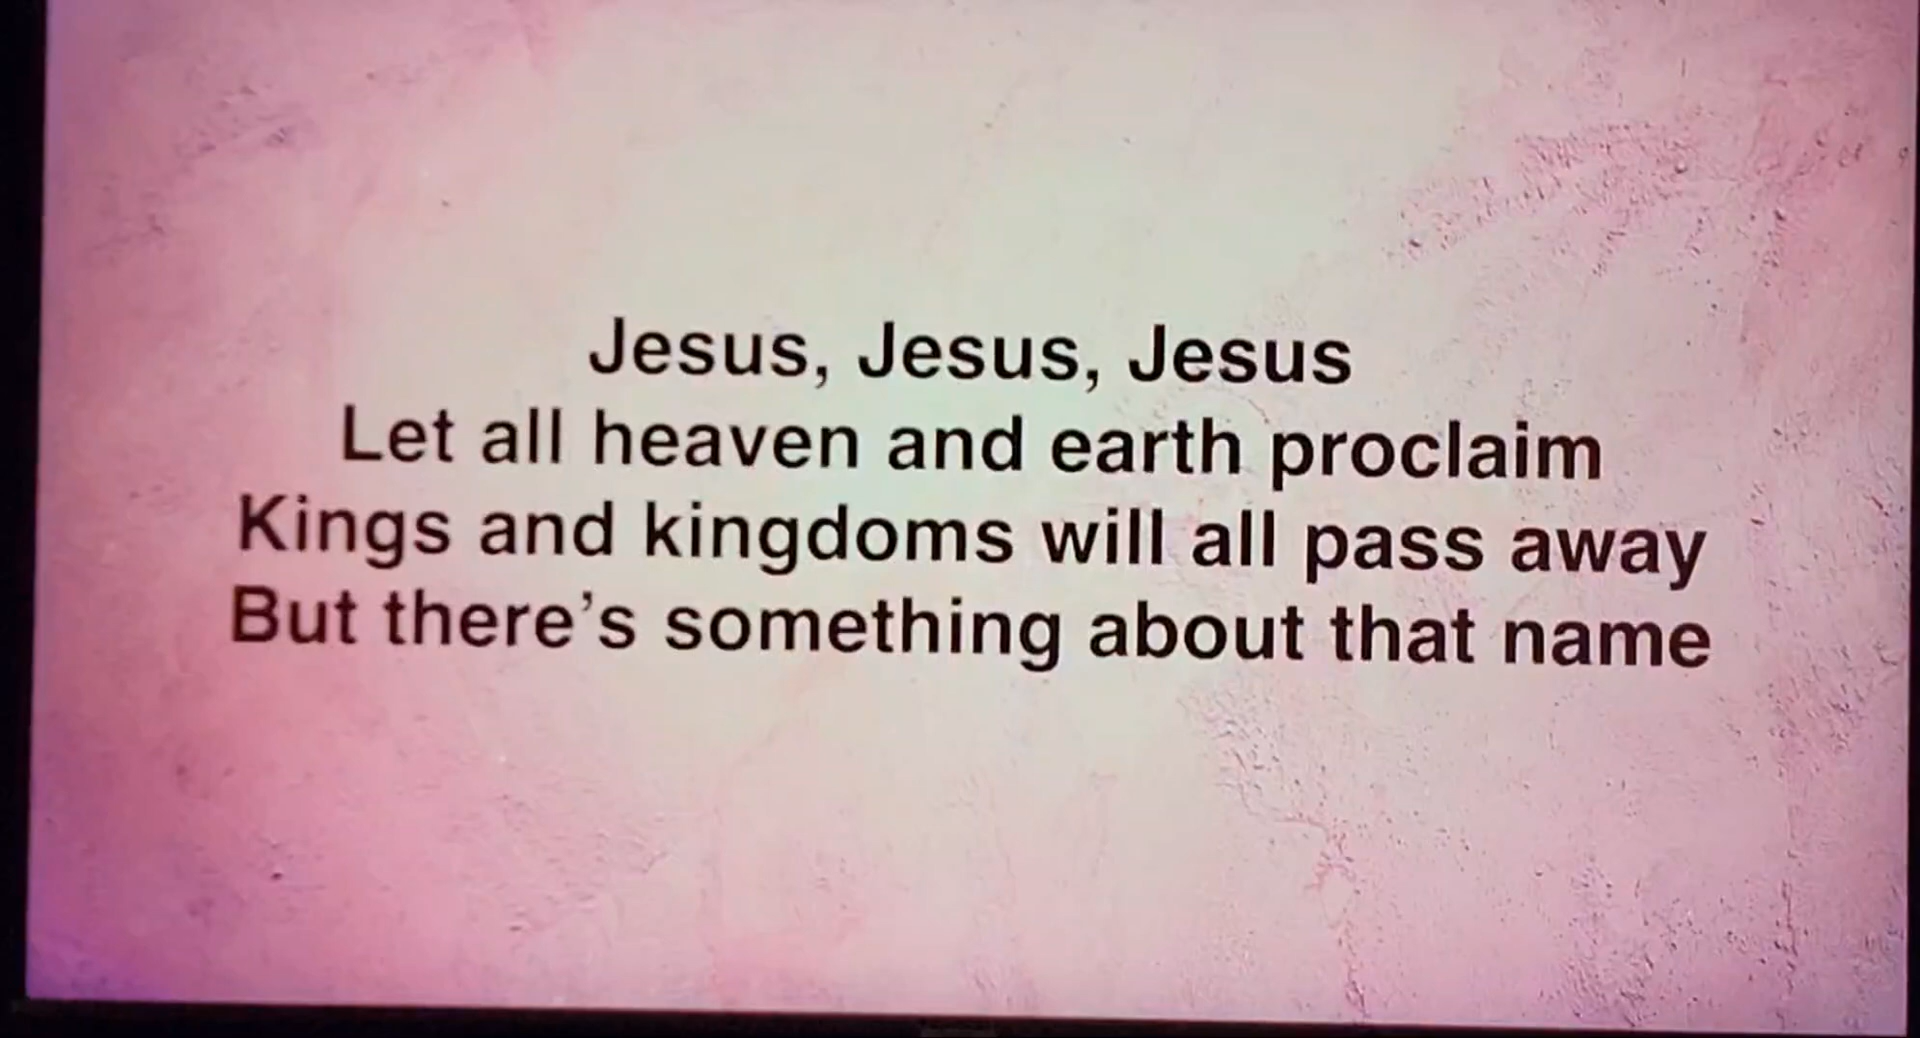 Jesus, Jesus, Jesus
Let all heaven and earth proclaim
Kings and kingdoms will all pass away
But there’s something about that name